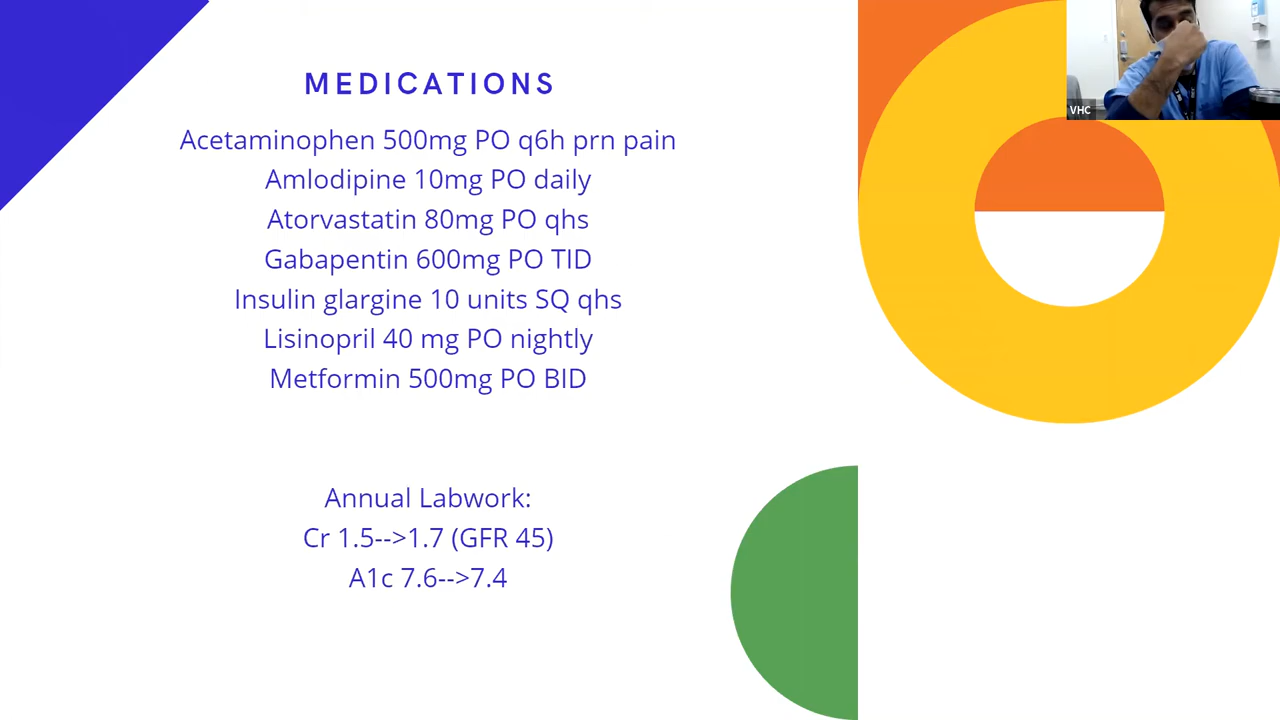 MEDICATIONS
Acetaminophen 500mg PO q6h prn pain
Amlodipine 10mg PO daily
Atorvastatin 80mg PO qhs
Gabapentin 600mg PO TID
Insulin glargine 10 units SQ qhs
Lisinopril 40 mg PO nightly
Metformin 500mg PO BID
Annual Labwork:
Cr 1.5-->1.7 (GFR 45)
A1c 7.6-->7.4
VHC